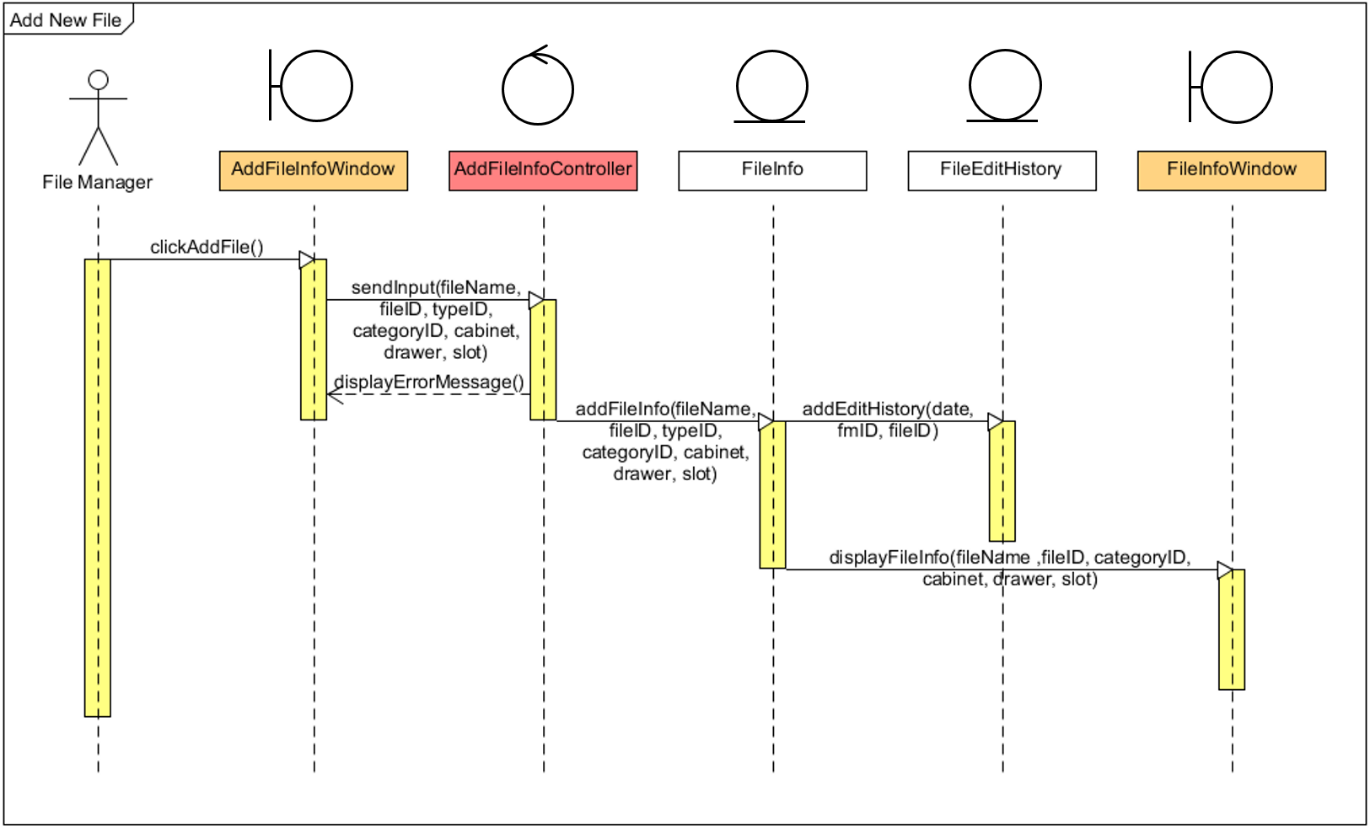 Add New File
File Manager
AddFileInfoWindow
AddFileInfoController
FileInfo
FileEditHistory
FileInfoWindow
clickAddFile()
sendInput(fileName,
fileID, typeID,
categoryID, cabinet,
drawer, slot)
displayErrorMessage()
addFileInfo(fileName,
fileID, typeID,
categoryID, cabinet,
drawer, slot)
addEditHistory(date,
fmID, fileID)
displayFileInfo(fileName ,fileID, categoryID,
cabinet, drawer, slot)